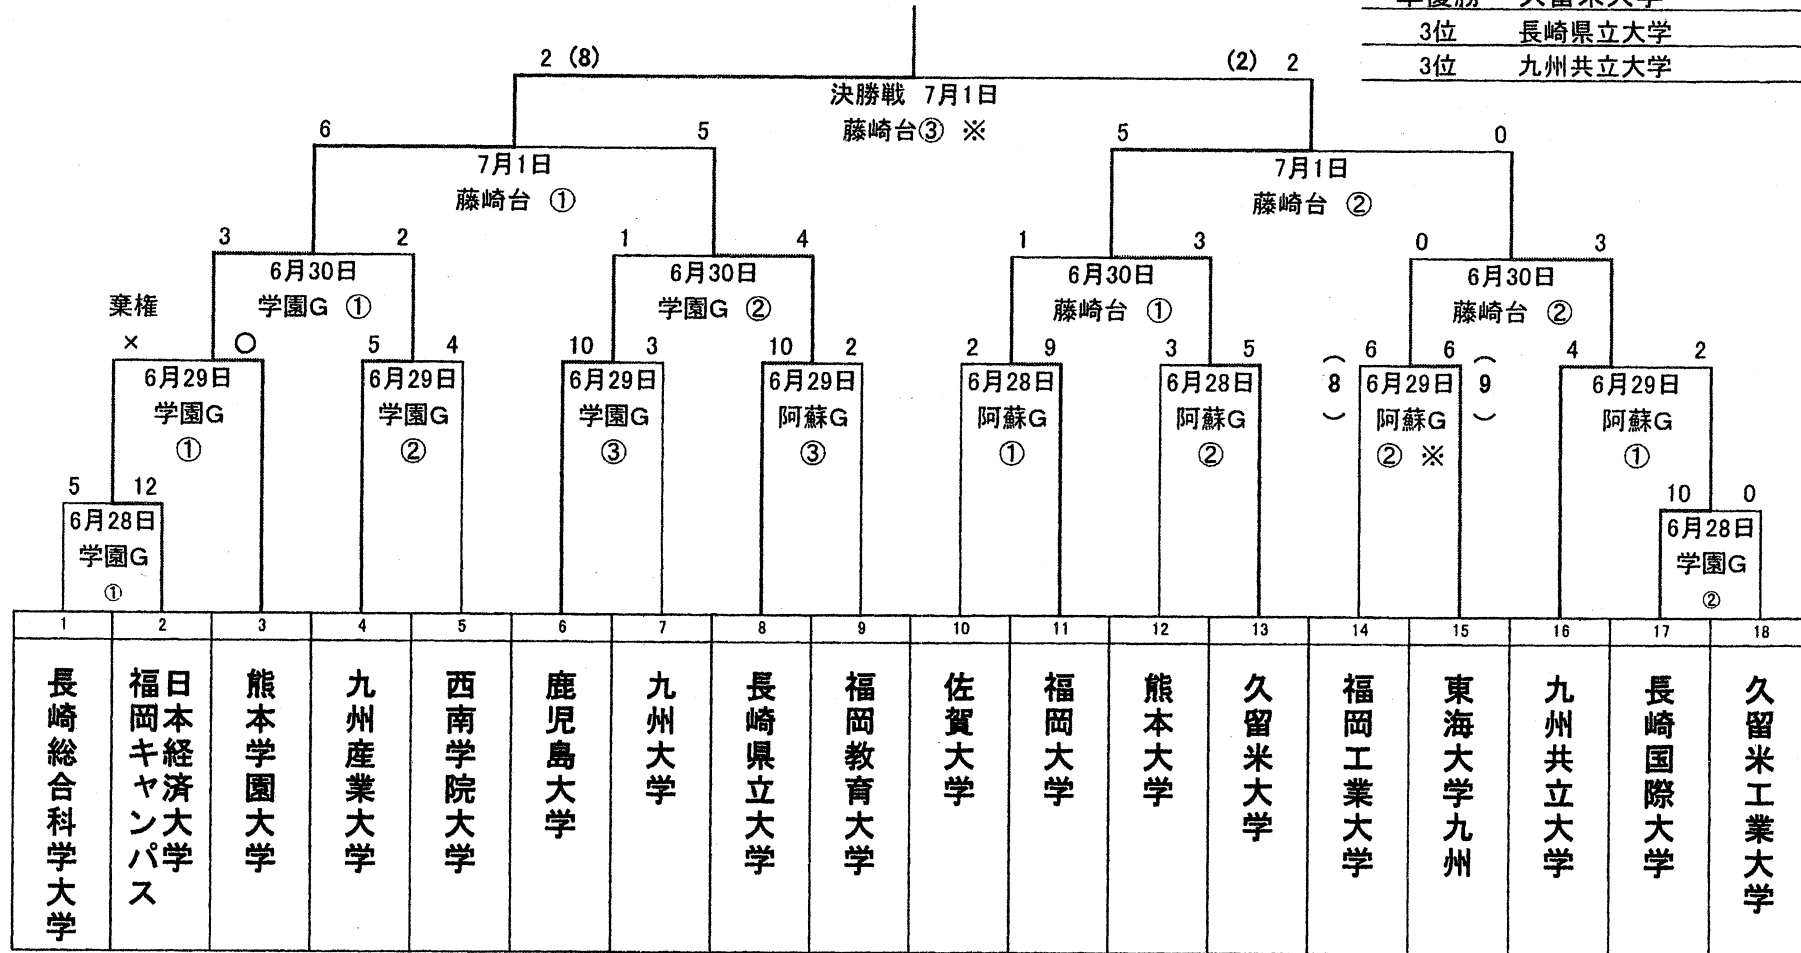 準優勝 久留米大学
3位 長崎県立大学
3位 九州共立大学
2 (8) (2) 2
決勝戦 7月1日
藤崎台③ ※
6 5 5 0
7月1日 7月1日
藤崎台 ① 藤崎台 ②
3 2 1 4 1 3 0 3
6月30日 6月30日 6月30日 6月30日
学園G ① 学園G ② 藤崎台 ① 藤崎台 ②
棄権
× ○ 5 4 10 3 10 2 2 9 3 5 (8) 6 6 (9) 4 2
6月29日 6月29日 6月29日 6月29日 6月28日 6月28日 6月29日 6月29日
学園G 学園G 学園G 阿蘇G 阿蘇G 阿蘇G 阿蘇G 阿蘇G
① ② ③ ③ ① ② ② ※ ①
5 12 10 0
6月28日 6月28日
学園G 学園G
① ②
1 2 3 4 5 6 7 8 9 10 11 12 13 14 15 16 17 18
長崎総合科学大学
日本経済大学
福岡キャンパス
熊本学園大学
九州産業大学
西南学院大学
鹿児島大学
九州大学
長崎県立大学
福岡教育大学
佐賀大学
福岡大学
熊本大学
久留米大学
福岡工業大学
東海大学九州
九州共立大学
長崎国際大学
久留米工業大学